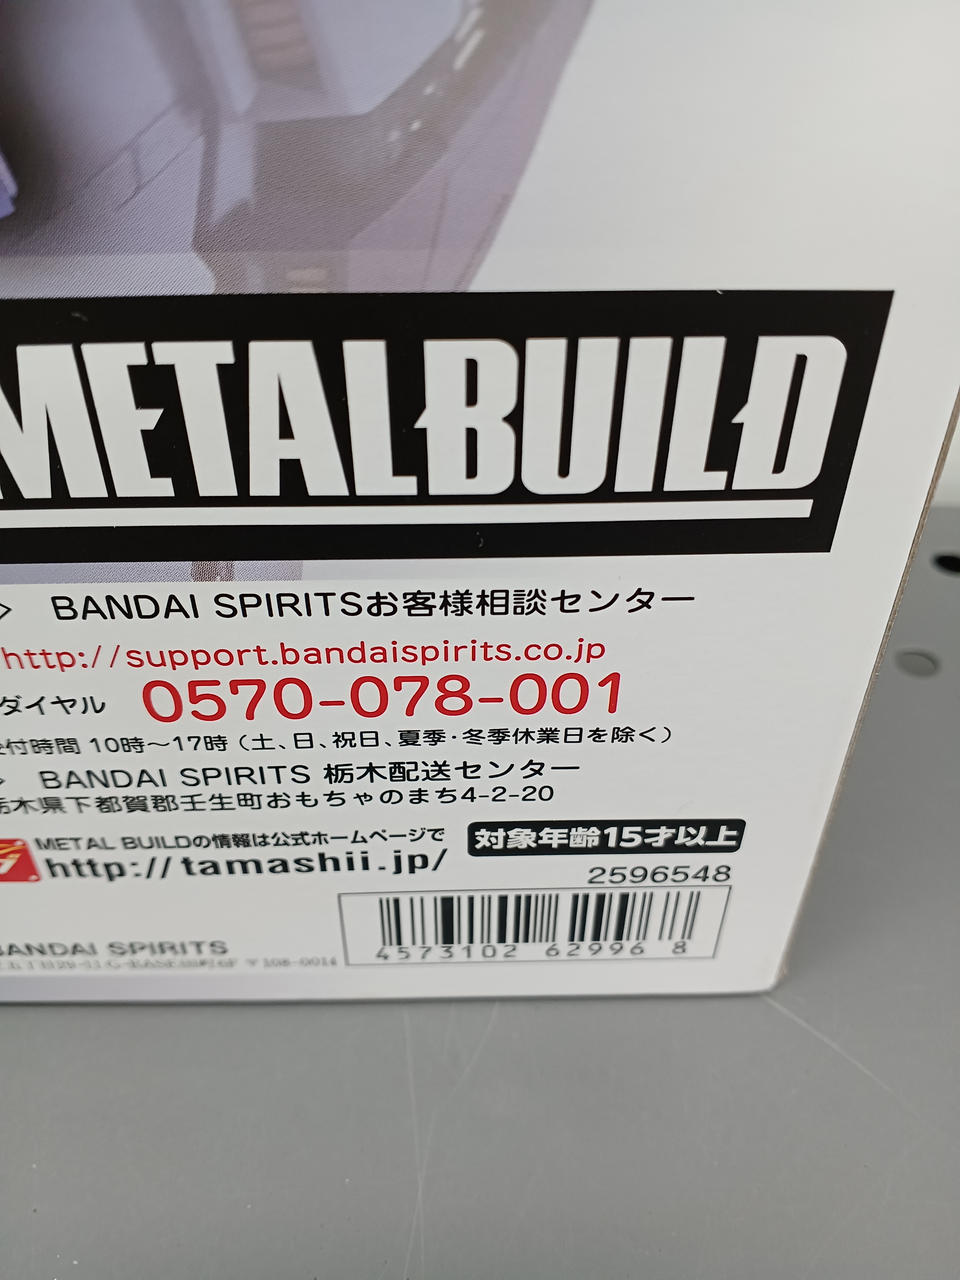 METAL BUILD
BANDAI SPIRITSお客様相談センター
http://support.bandaispirits.co.jp
ダイヤル 0570-078-001
受付時間 10時〜17時（土、日、祝日、夏季・冬季休業日を除く）
BANDAI SPIRITS 栃木配送センター
栃木県下都賀郡壬生町おもちゃのまち4-2-20
METAL BUILDの情報は公式ホームページで
http://tamashii.jp/
対象年齢15才以上
2596548
4573102 62996 8
BANDAI SPIRITS
〒108-0014